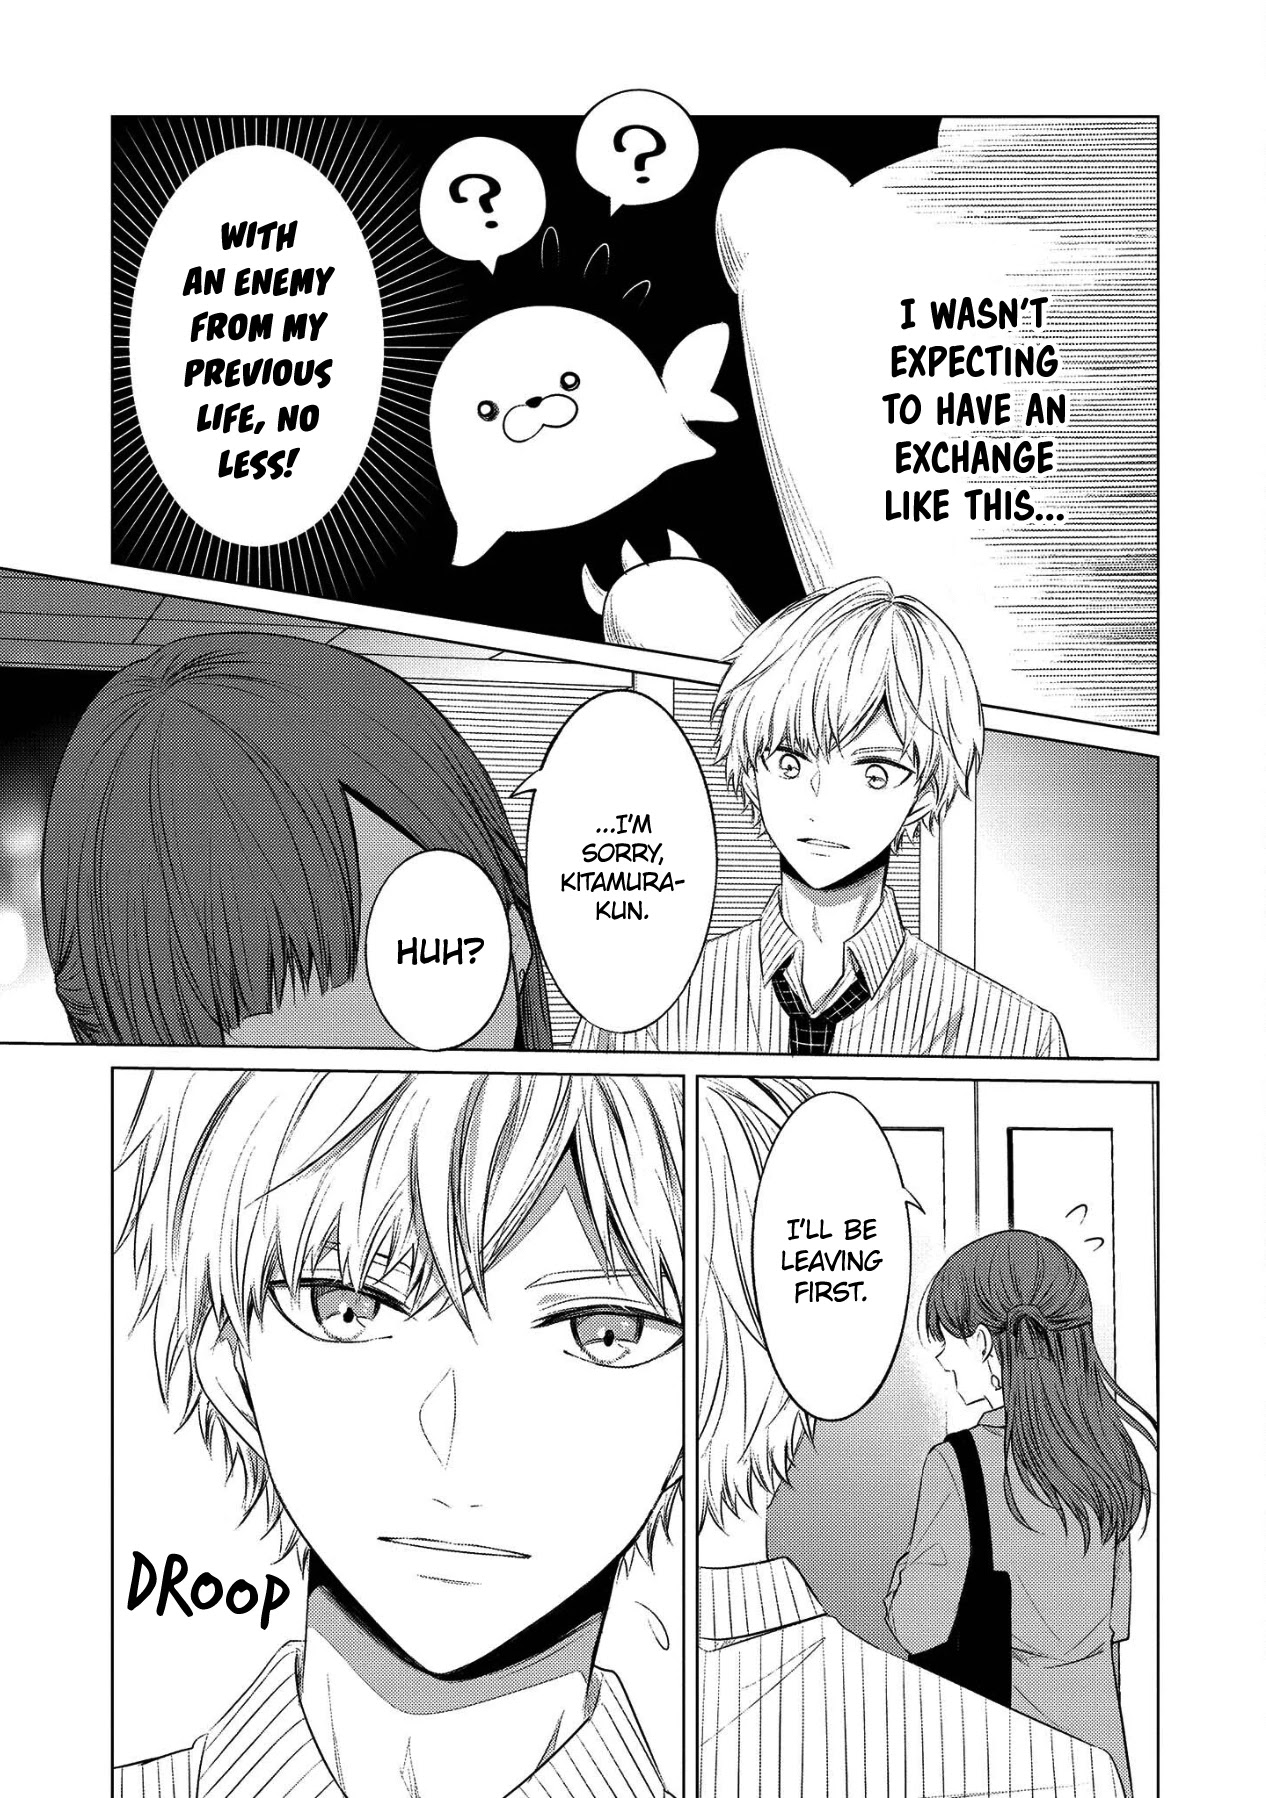 I WASN'T
EXPECTING
TO HAVE AN
EXCHANGE
LIKE THIS...
?
?
WITH
AN ENEMY
FROM MY
PREVIOUS
LIFE, NO
LESS!
...I'M
SORRY,
KITAMURA-
KUN.
HUH?
I'LL BE
LEAVING
FIRST.
DROOP